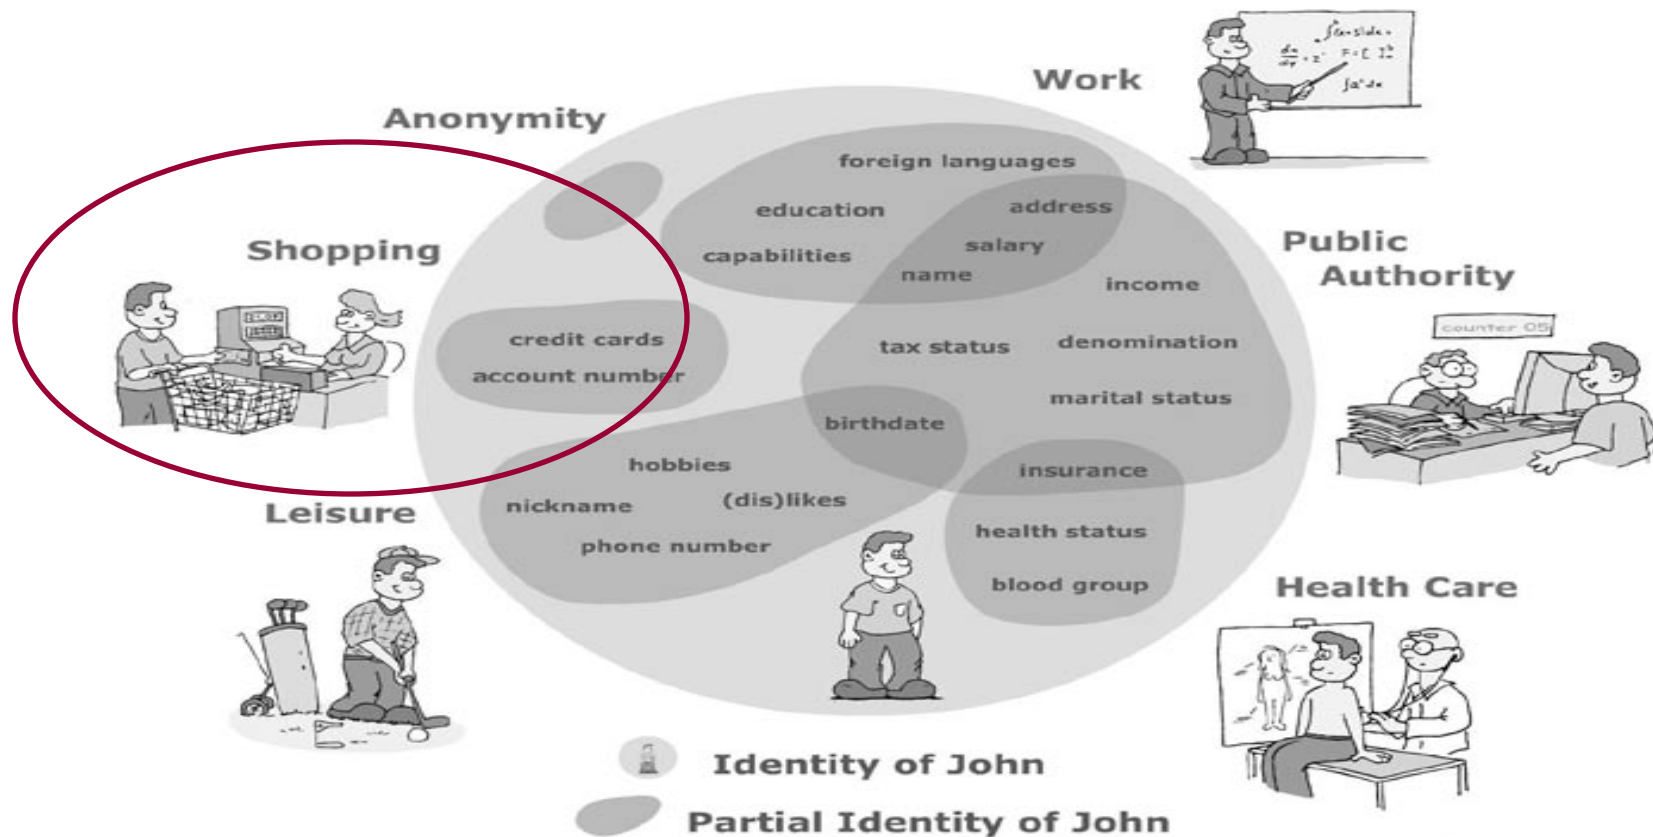 Work
Anonymity
foreign languages
education
address
salary
capabilities
name
Shopping
Public
Authority
income
counter 05
credit cards
tax status
denomination
account number
marital status
birthdate
hobbies
insurance
nickname
(dis)likes
Leisure
health status
phone number
blood group
Health Care
Identity of John
Partial Identity of John